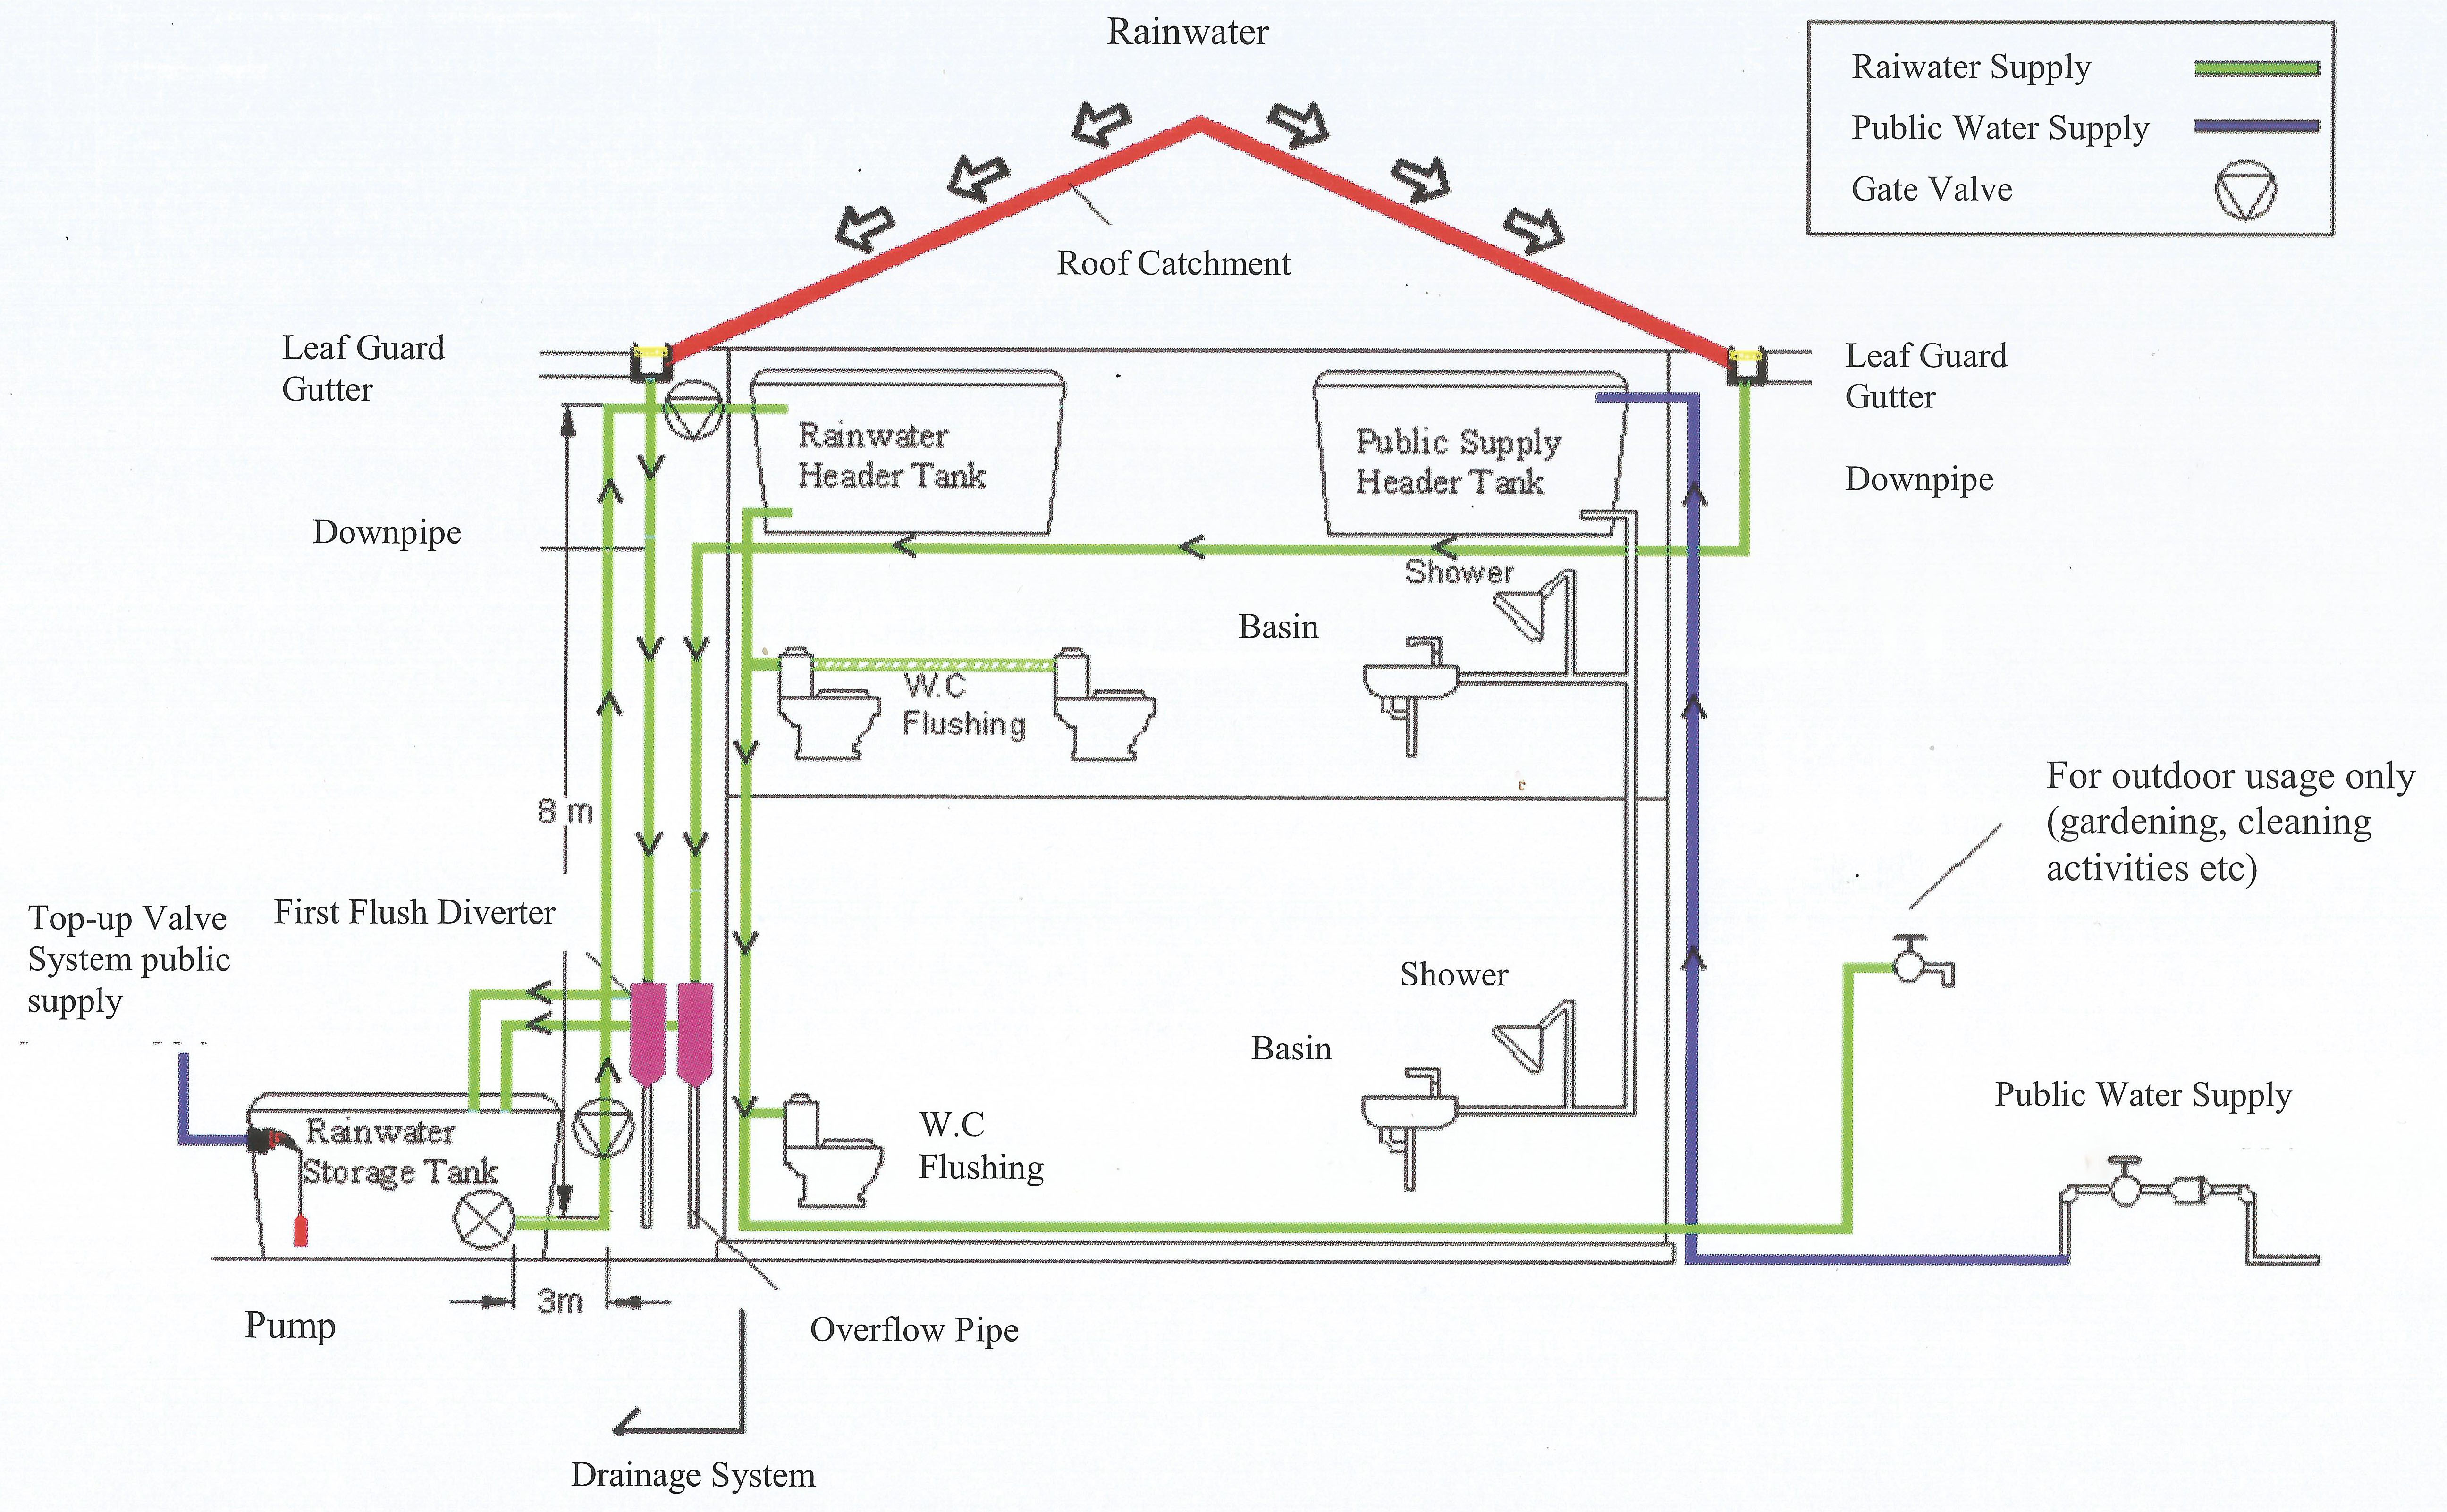 Rainwater
Raiwater Supply
Public Water Supply
Gate Valve
Roof Catchment
Leaf Guard
Gutter
Leaf Guard
Gutter
Rainwater
Header Tank
Public Supply
Header Tank
Downpipe
Downpipe
Shower
Basin
W.C
Flushing
8 m
For outdoor usage only
(gardening, cleaning
activities etc)
First Flush Diverter
Top-up Valve
System public
supply
Shower
Basin
Public Water Supply
Rainwater
Storage Tank
W.C
Flushing
3m
Pump
Overflow Pipe
Drainage System